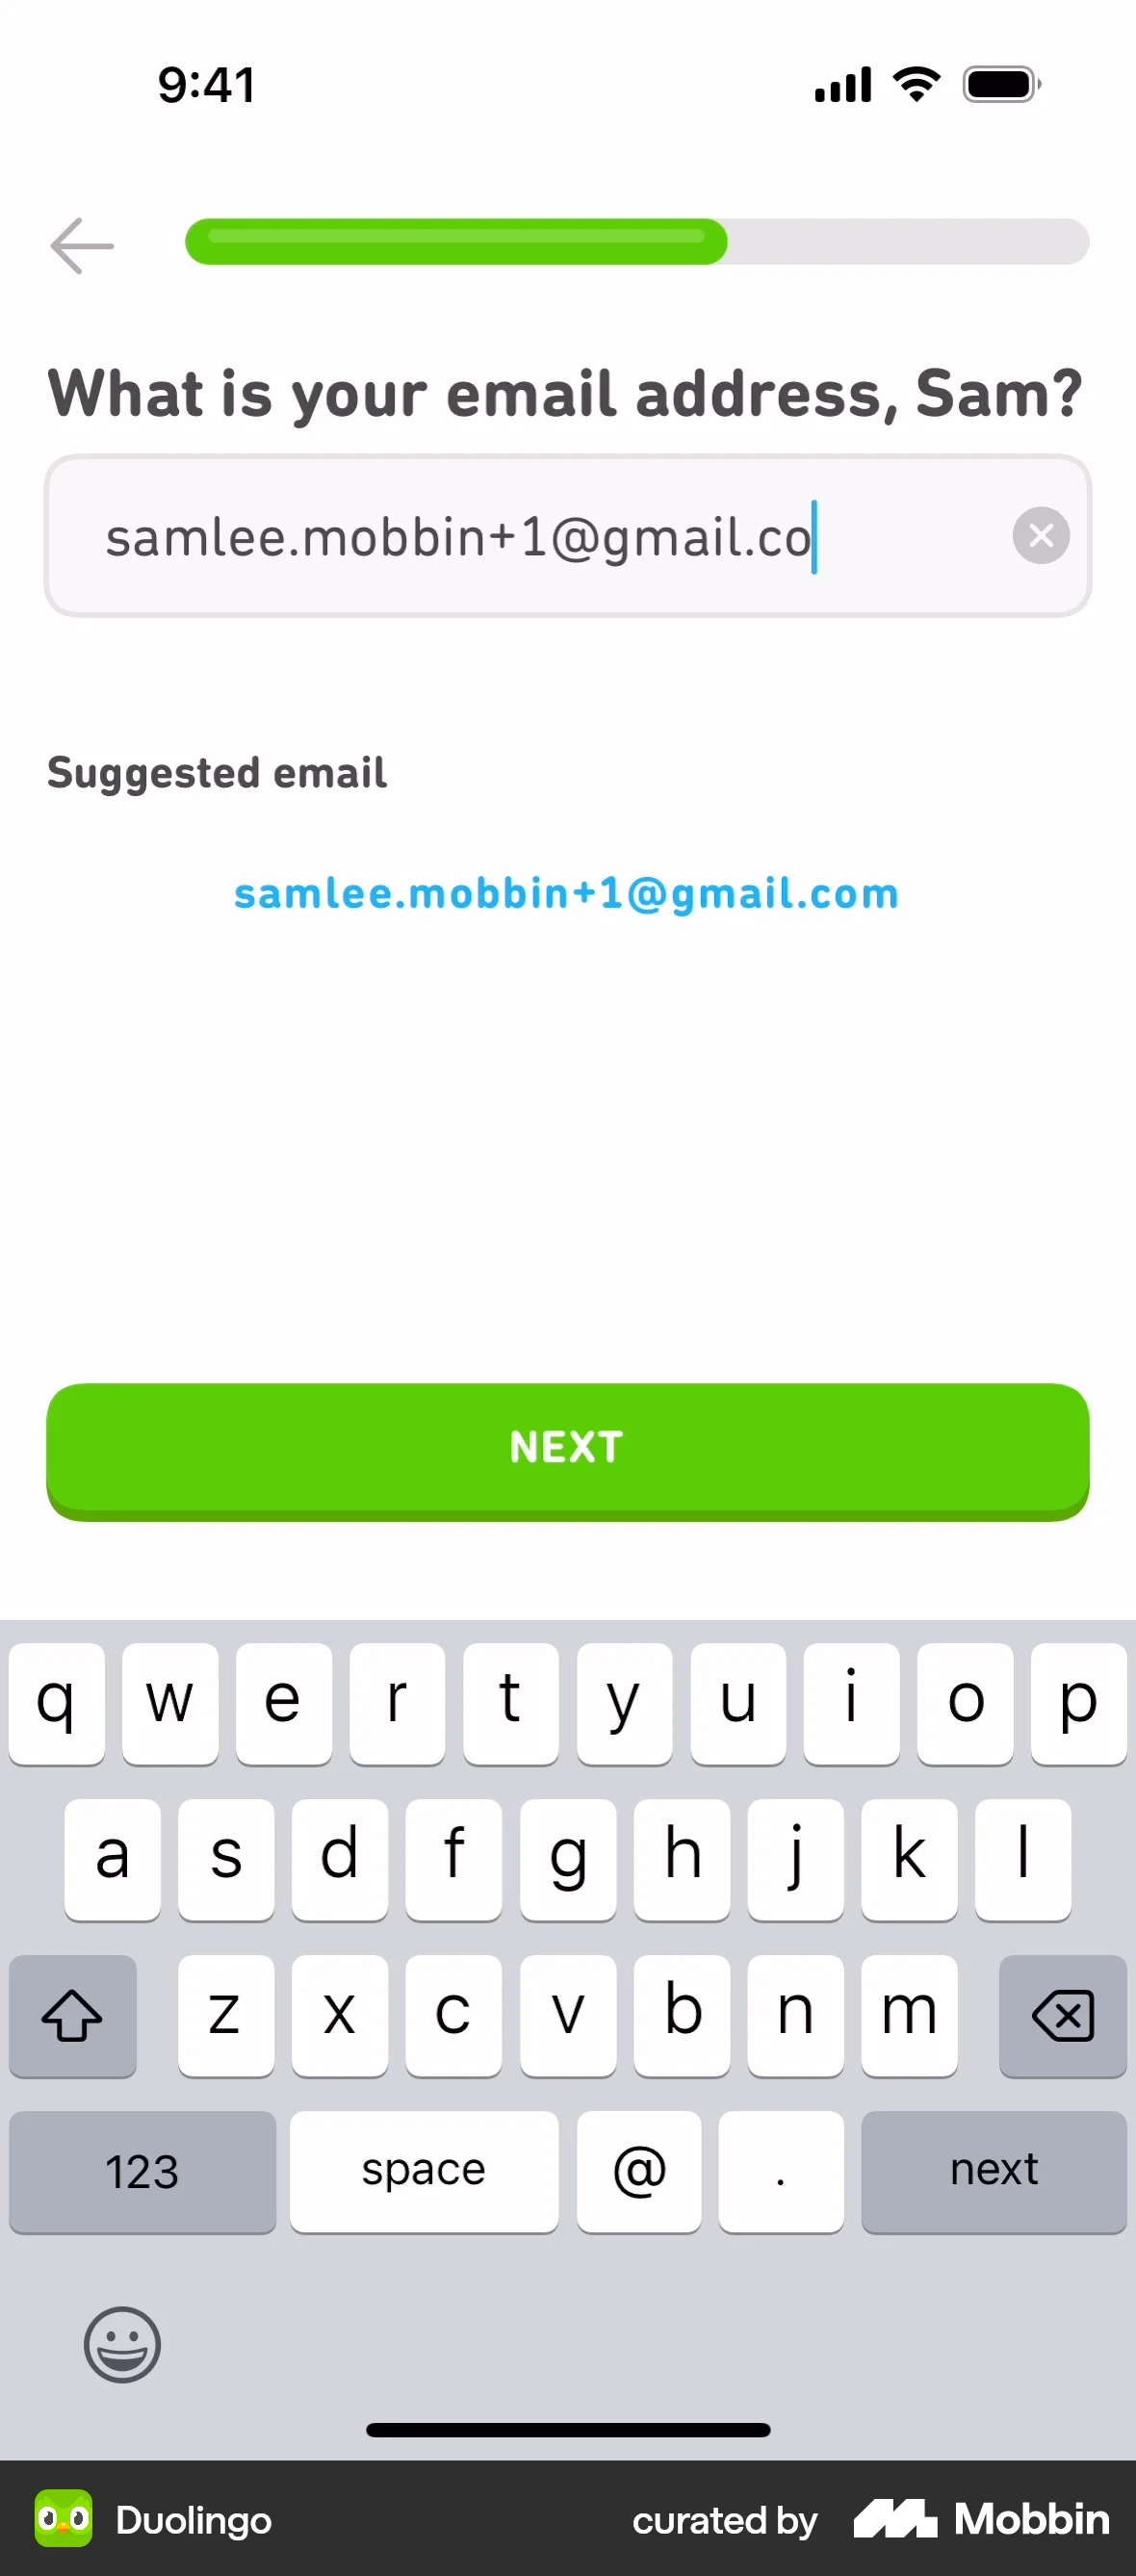 9:41
What is your email address, Sam?
samlee.mobbin+1@gmail.co
Suggested email
samlee.mobbin+1@gmail.com
NEXT
q w e r t y u i o p
a s d f g h j k l
z x c v b n m
123 space @ . next
Duolingo curated by Mobbin